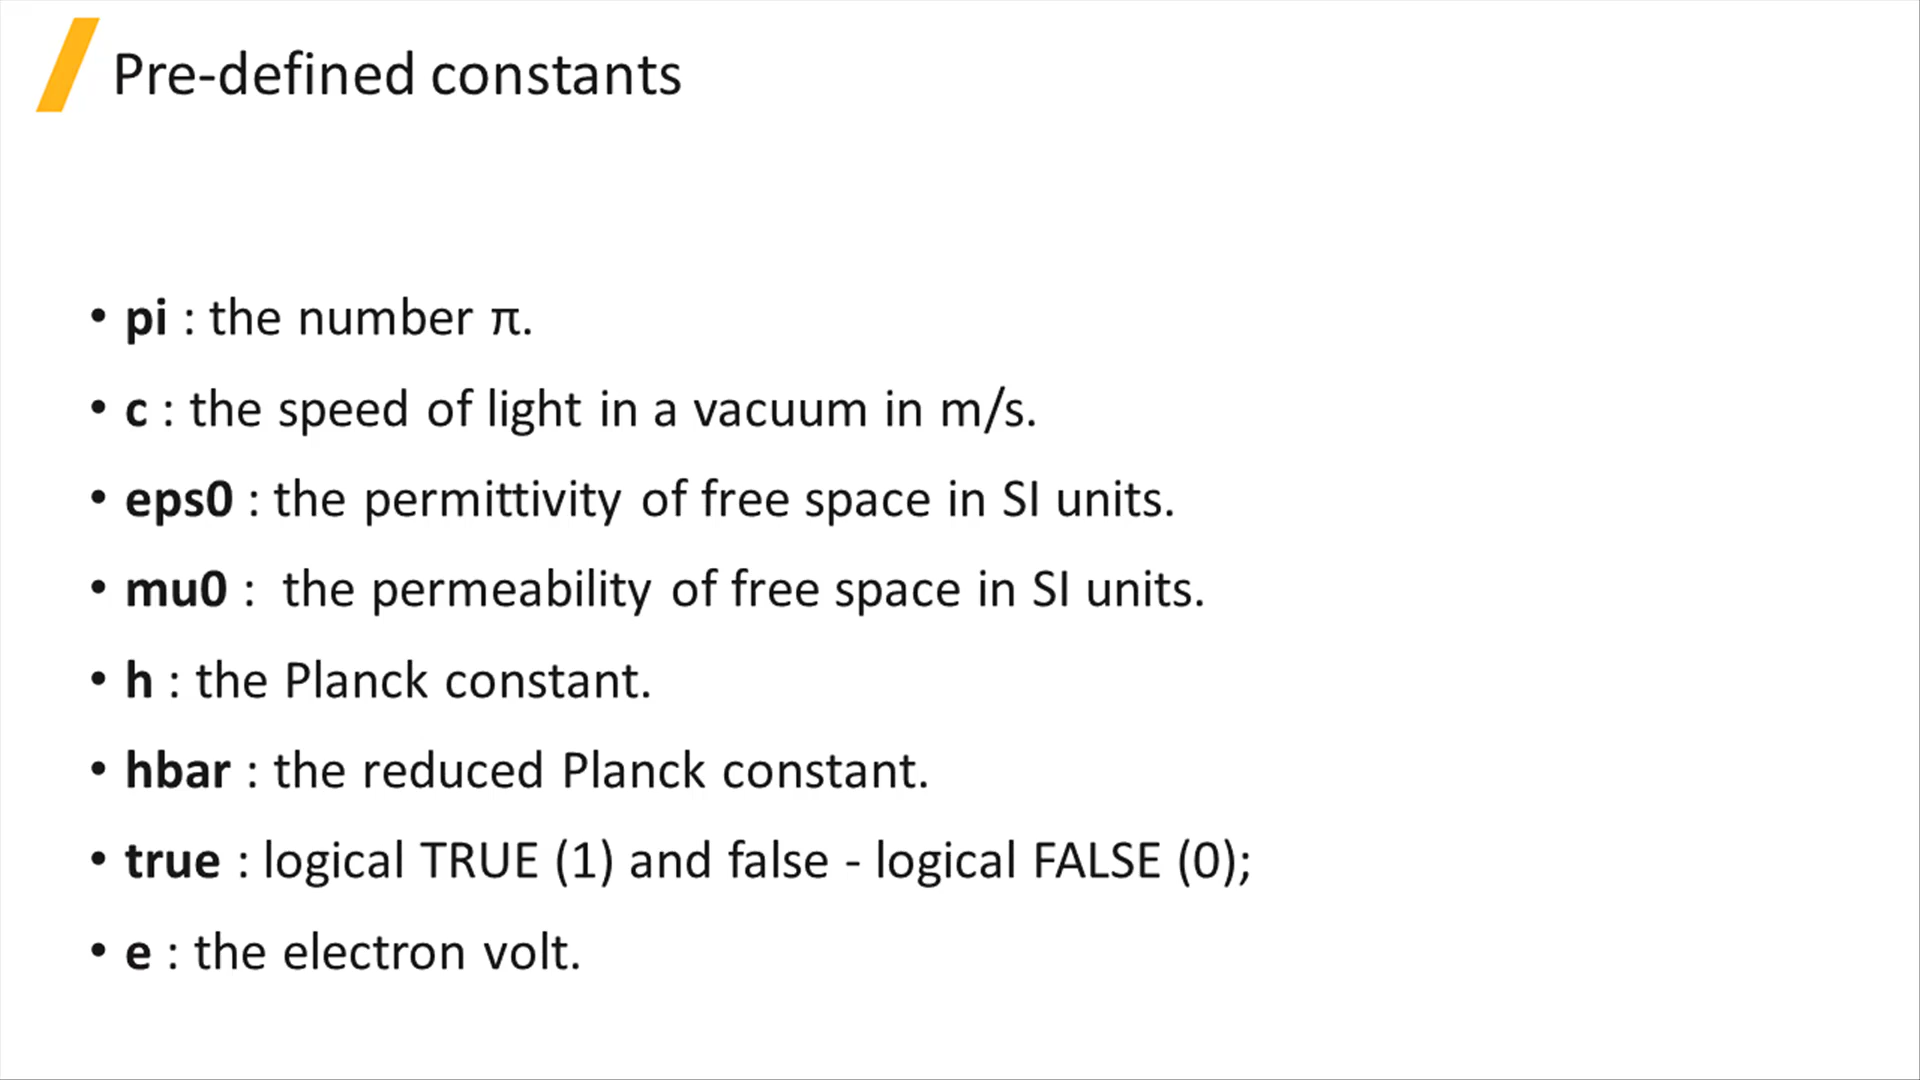 Pre-defined constants
• pi : the number π.
• c : the speed of light in a vacuum in m/s.
• eps0 : the permittivity of free space in SI units.
• mu0 : the permeability of free space in SI units.
• h : the Planck constant.
• hbar : the reduced Planck constant.
• true : logical TRUE (1) and false - logical FALSE (0);
• e : the electron volt.